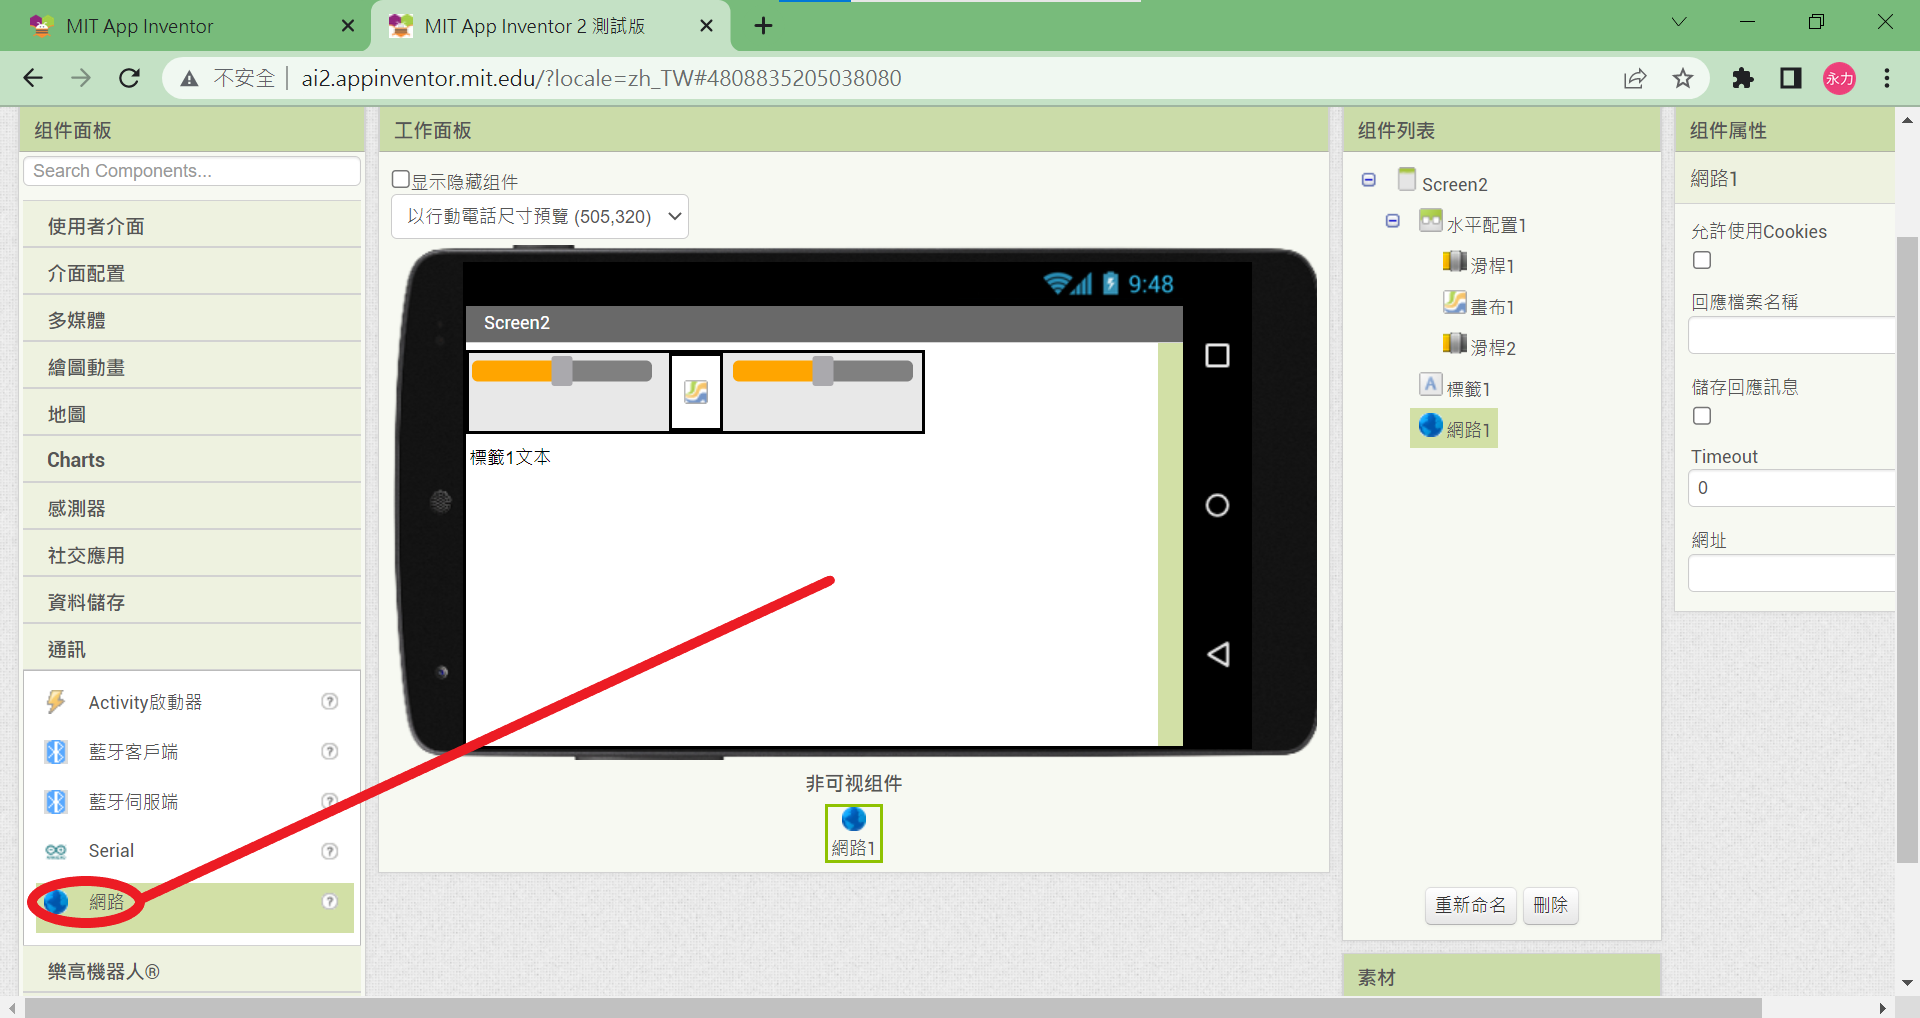 MIT App Inventor
MIT App Inventor 2 測試版
不安全
ai2.appinventor.mit.edu/?locale=zh_TW#4808835205038080
永力
组件面板
Search Components...
使用者介面
介面配置
多媒體
繪圖動畫
地圖
Charts
感測器
社交應用
資料儲存
通訊
Activity啟動器
藍牙客戶端
藍牙伺服端
Serial
網路
樂高機器人®
工作面板
显示隐藏组件
以行動電話尺寸預覽 (505,320)
9:48
Screen2
標籤1文本
非可视组件
網路1
组件列表
Screen2
水平配置1
滑桿1
畫布1
滑桿2
標籤1
網路1
重新命名
刪除
素材
组件属性
網路1
允許使用Cookies
回應檔案名稱
儲存回應訊息
Timeout
0
網址